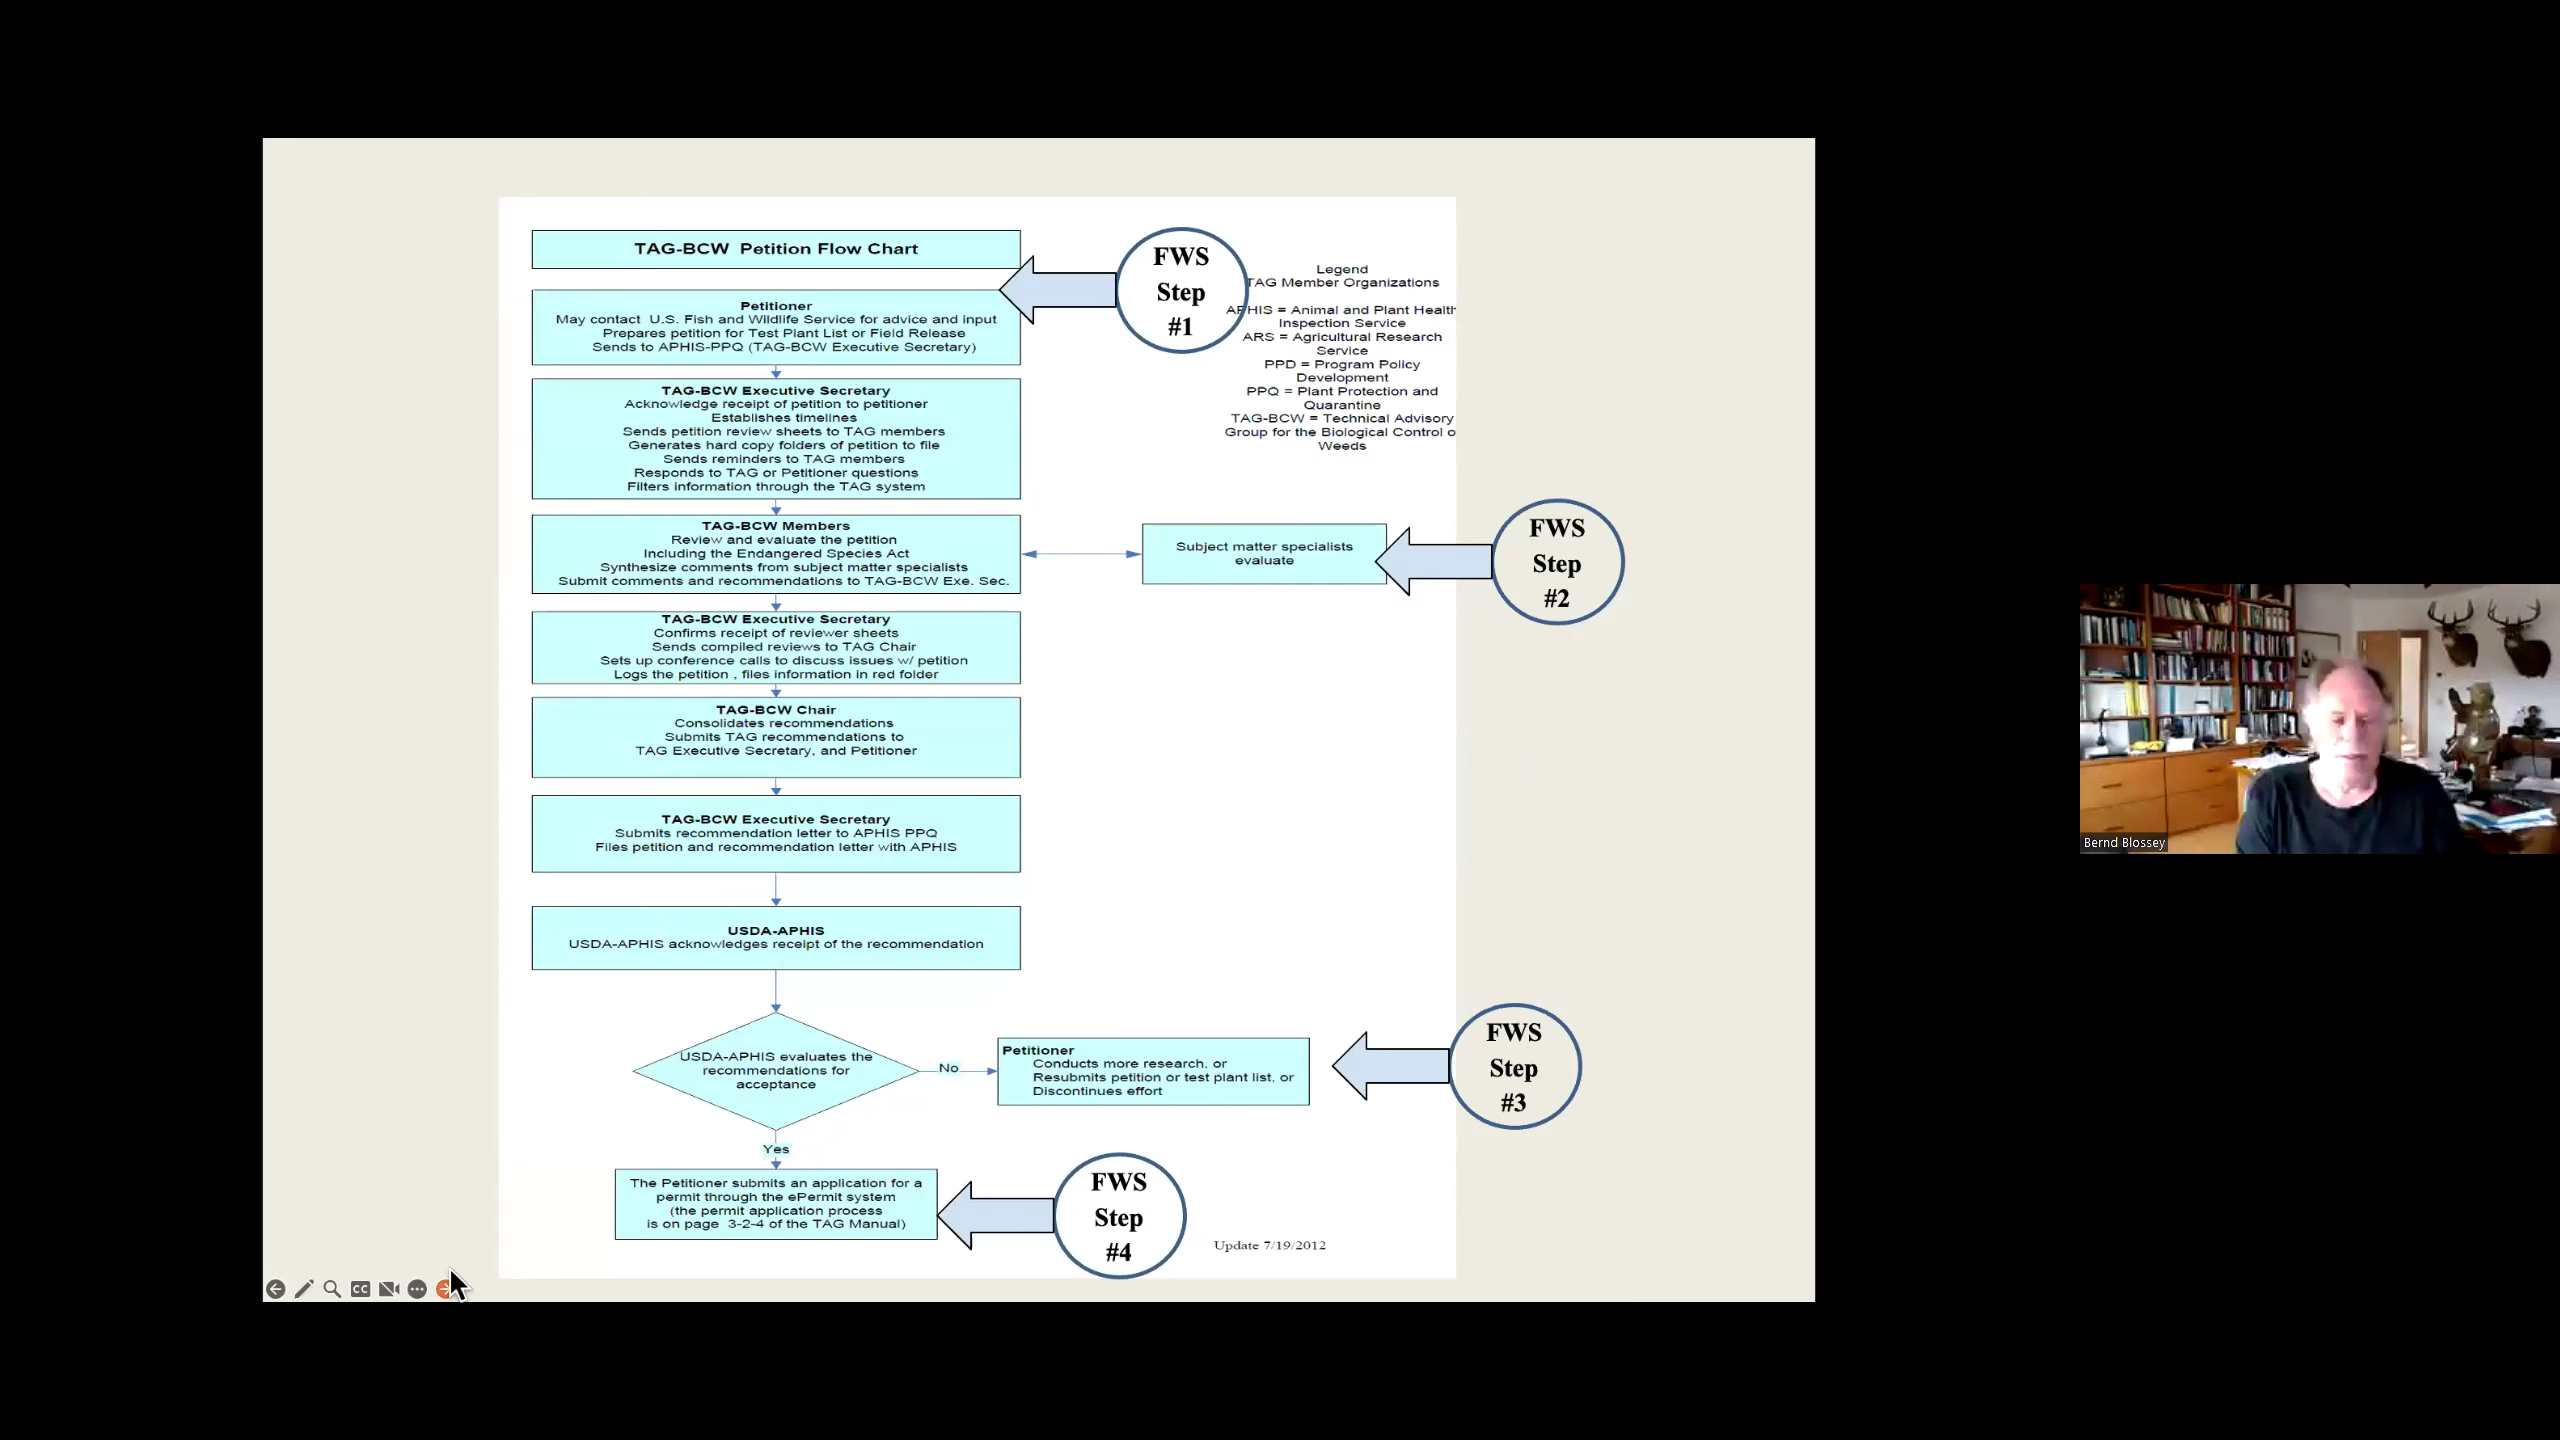 TAG-BCW Petition Flow Chart
Petitioner
May contact U.S. Fish and Wildlife Service for advice and input
Prepares petition for Test Plant List or Field Release
Sends to APHIS-PPQ (TAG-BCW Executive Secretary)
FWS
Step
#1
Legend
TAG Member Organizations
APHIS = Animal and Plant Health
Inspection Service
ARS = Agricultural Research
Service
PPD = Program Policy
Development
PPQ = Plant Protection and
Quarantine
TAG-BCW = Technical Advisory
Group for the Biological Control o
Weeds
TAG-BCW Executive Secretary
Acknowledge receipt of petition to petitioner
Establishes timelines
Sends petition review sheets to TAG members
Generates hard copy folders of petition to file
Sends reminders to TAG members
Responds to TAG or Petitioner questions
Filters information through the TAG system
TAG-BCW Members
Review and evaluate the petition
Including the Endangered Species Act
Synthesize comments from subject matter specialists
Submit comments and recommendations to TAG-BCW Exe. Sec.
Subject matter specialists
evaluate
FWS
Step
#2
TAG-BCW Executive Secretary
Confirms receipt of reviewer sheets
Sends compiled reviews to TAG Chair
Sets up conference calls to discuss issues w/ petition
Logs the petition , files information in red folder
TAG-BCW Chair
Consolidates recommendations
Submits TAG recommendations to
TAG Executive Secretary, and Petitioner
TAG-BCW Executive Secretary
Submits recommendation letter to APHIS PPQ
Files petition and recommendation letter with APHIS
USDA-APHIS
USDA-APHIS acknowledges receipt of the recommendation
USDA-APHIS evaluates the
recommendations for
acceptance
No
Petitioner
Conducts more research, or
Resubmits petition or test plant list, or
Discontinues effort
FWS
Step
#3
Yes
The Petitioner submits an application for a
permit through the ePermit system
(the permit application process
is on page 3-2-4 of the TAG Manual)
FWS
Step
#4
Update 7/19/2012
CC
Bernd Blossey